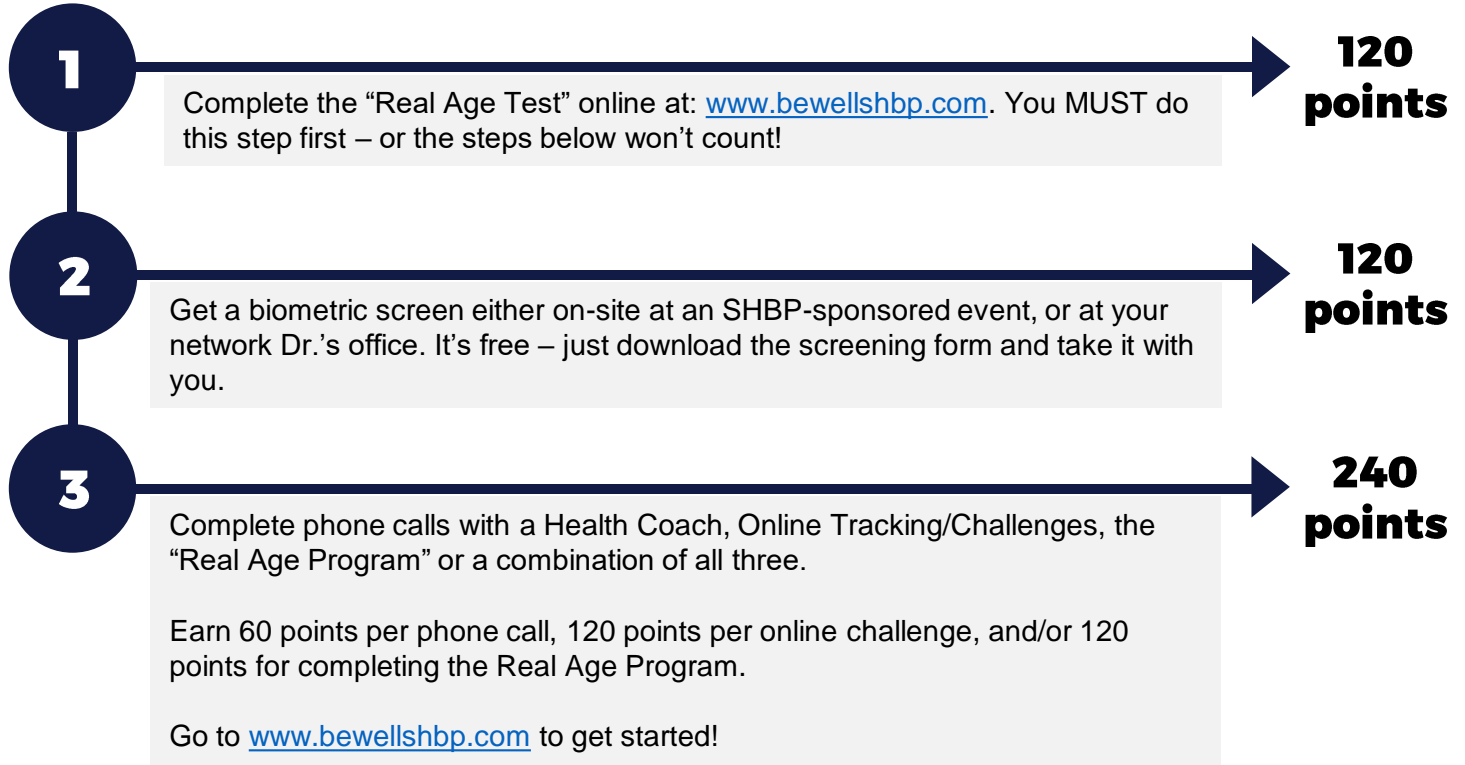 1
120
points
Complete the “Real Age Test” online at: www.bewellshbp.com. You MUST do
this step first – or the steps below won’t count!
2
120
points
Get a biometric screen either on-site at an SHBP-sponsored event, or at your
network Dr.’s office. It’s free – just download the screening form and take it with
you.
3
240
points
Complete phone calls with a Health Coach, Online Tracking/Challenges, the
“Real Age Program” or a combination of all three.
Earn 60 points per phone call, 120 points per online challenge, and/or 120
points for completing the Real Age Program.
Go to www.bewellshbp.com to get started!